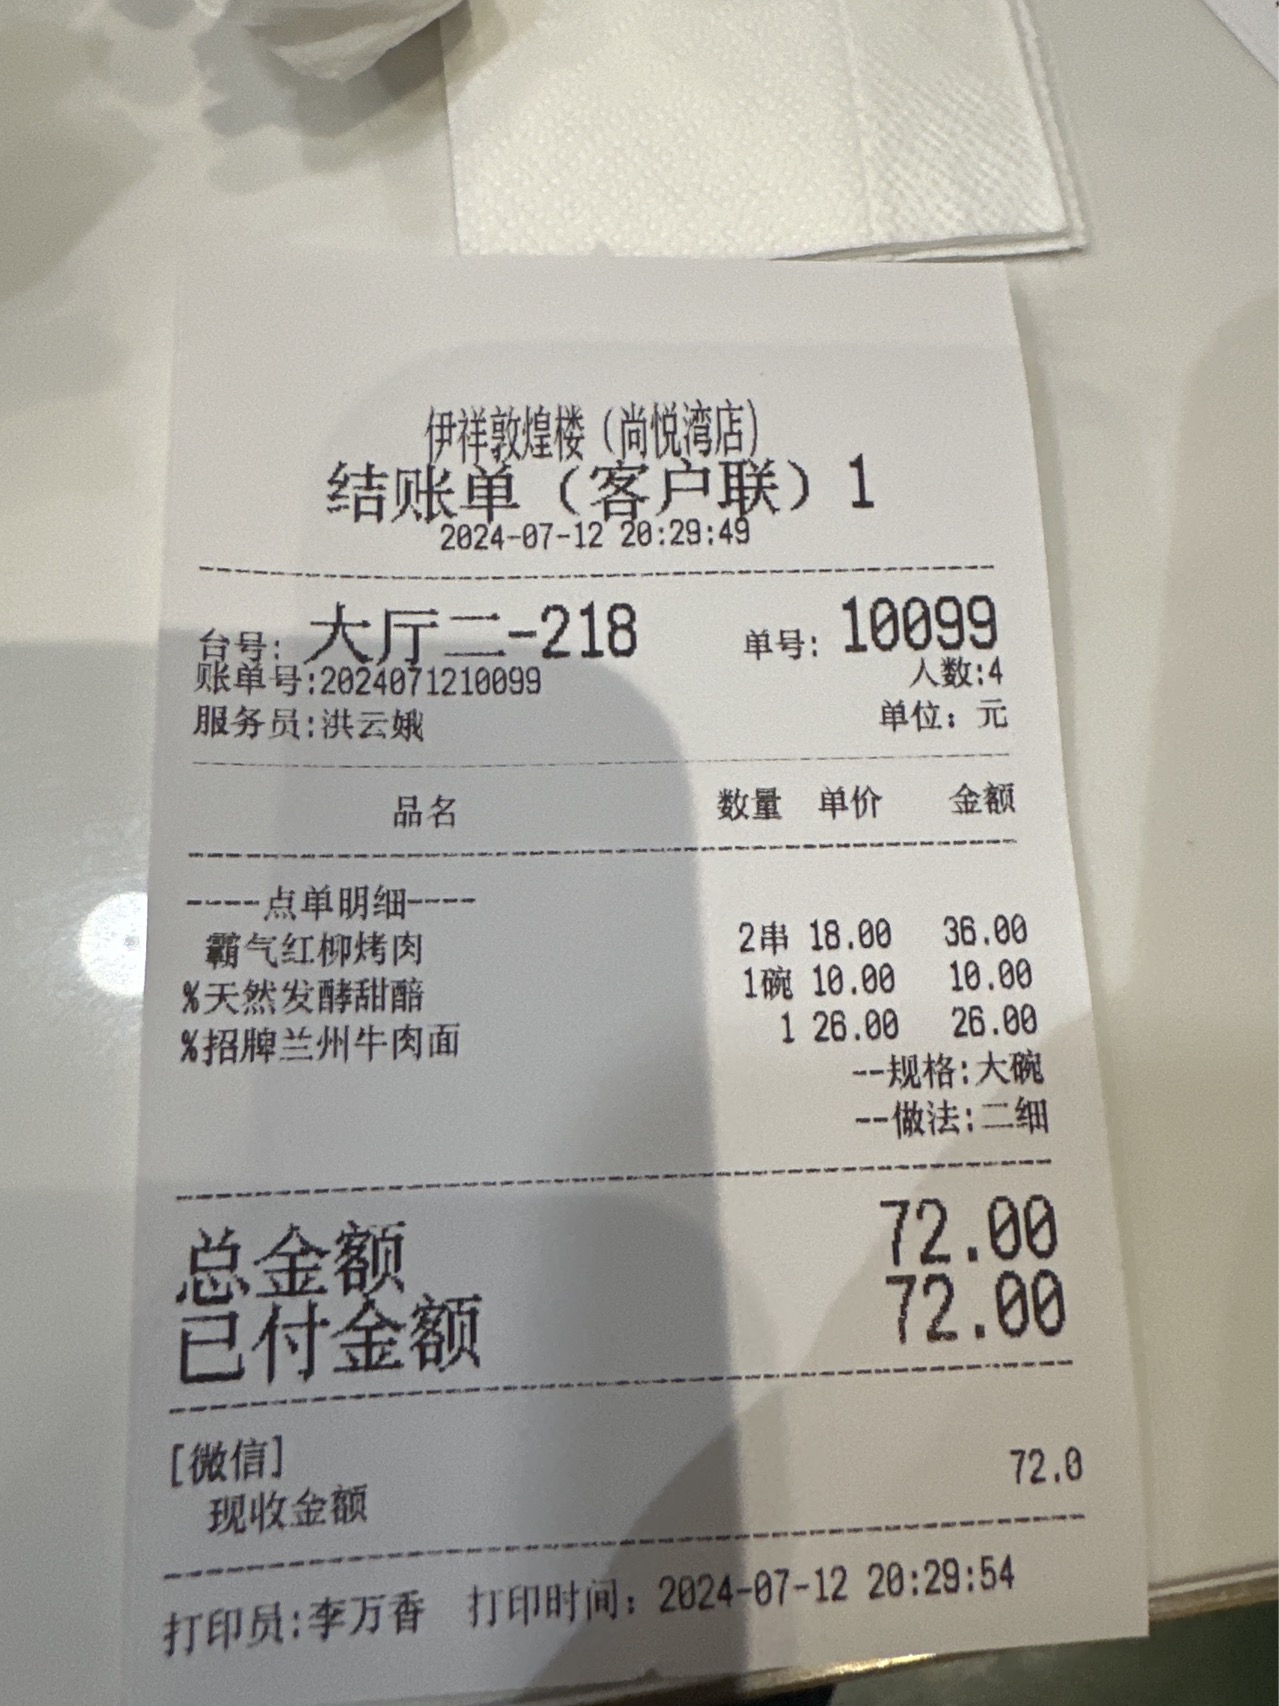 伊祥敦煌楼（尚悦湾店）
结账单（客户联）1
2024-07-12 20:29:49
台号: 大厅二-218 单号: 10099
账单号:2024071210099 人数:4
服务员:洪云娥 单位: 元
品名 数量 单价 金额
----点单明细----
霸气红柳烤肉 2串 18.00 36.00
%天然发酵甜醅 1碗 10.00 10.00
%招牌兰州牛肉面 1 26.00 26.00
--规格:大碗
--做法:二细
总金额 72.00
已付金额 72.00
[微信]
现收金额 72.0
打印员:李万香 打印时间: 2024-07-12 20:29:54